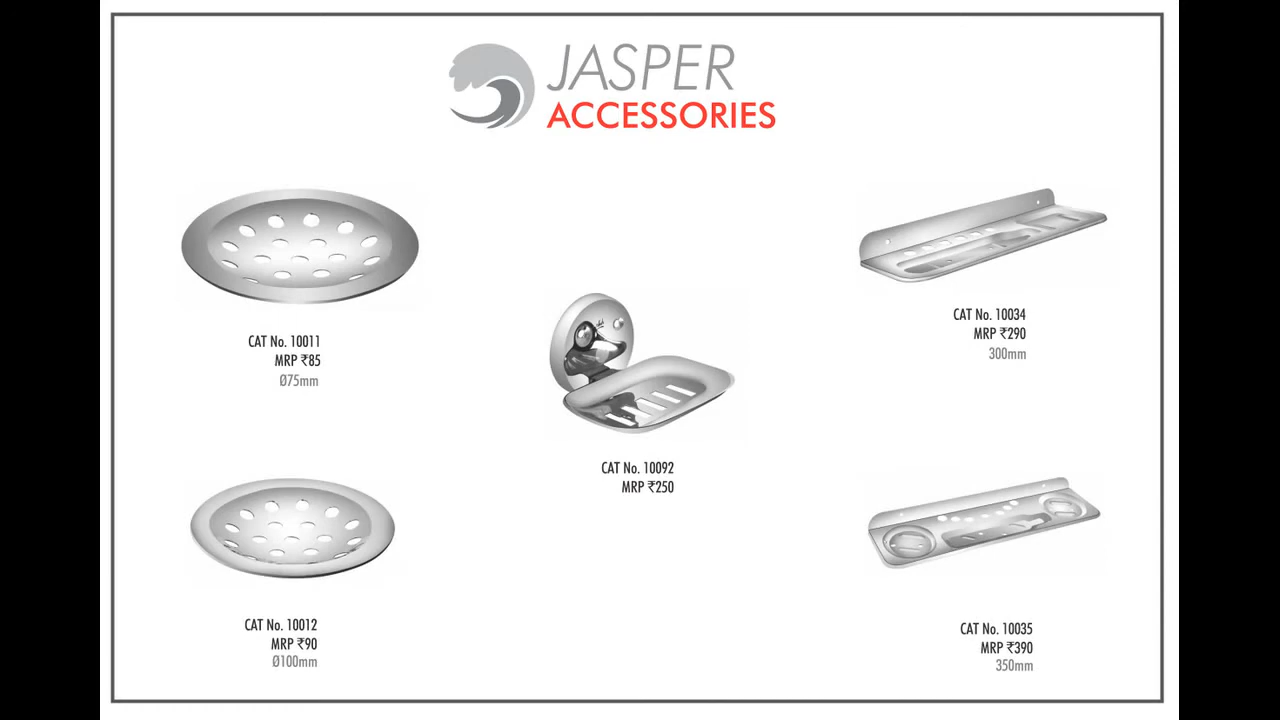 JASPER
ACCESSORIES
CAT No. 10011
MRP ₹85
Ø75mm
CAT No. 10034
MRP ₹290
300mm
CAT No. 10092
MRP ₹250
CAT No. 10012
MRP ₹90
Ø100mm
CAT No. 10035
MRP ₹390
350mm